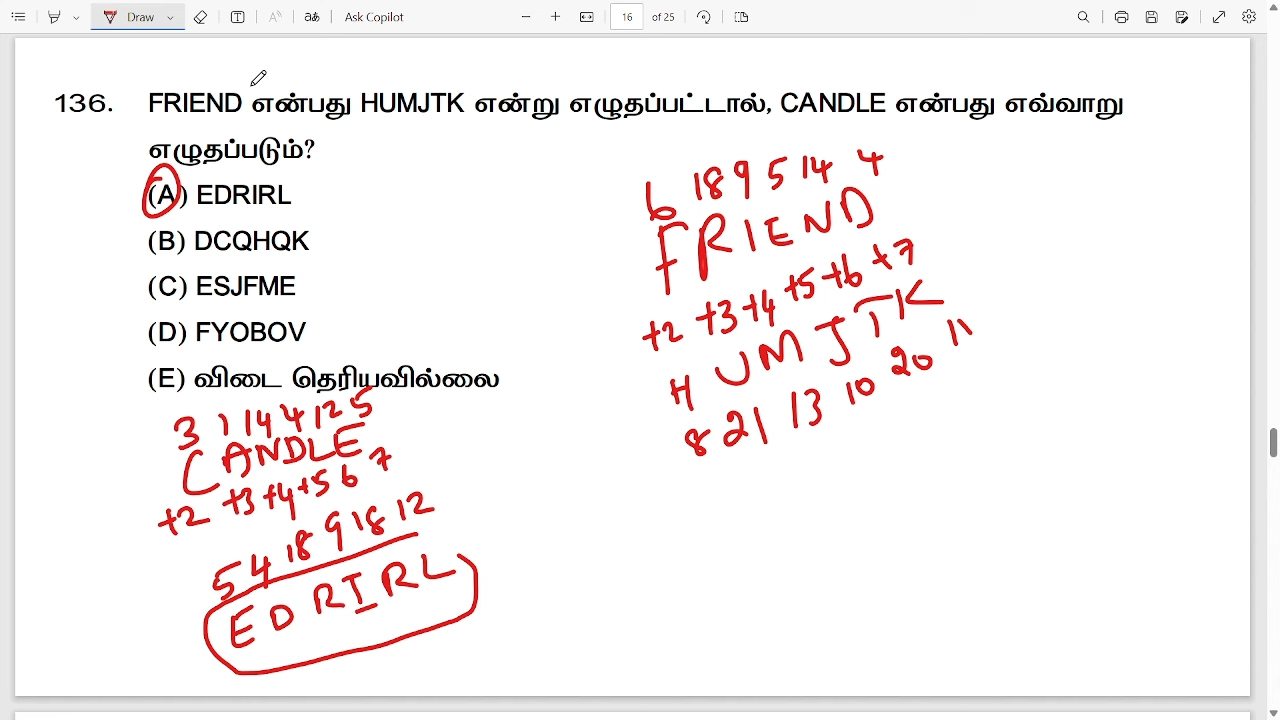 Draw
Ask Copilot
16 of 25
136. FRIEND என்பது HUMJTK என்று எழுதப்பட்டால், CANDLE என்பது எவ்வாறு
எழுதப்படும்?
(A) EDRIRL
(B) DCQHQK
(C) ESJFME
(D) FYOBOV
(E) விடை தெரியவில்லை
6 18 9 5 14 4
FRIEND
+2 +3 +4 +5 +6 +7
H U M J T K
8 21 13 10 20 11
3 1 14 4 12 5
CANDLE
+2 +3 +4 +5 6 7
5 4 18 9 18 12
E D R I R L